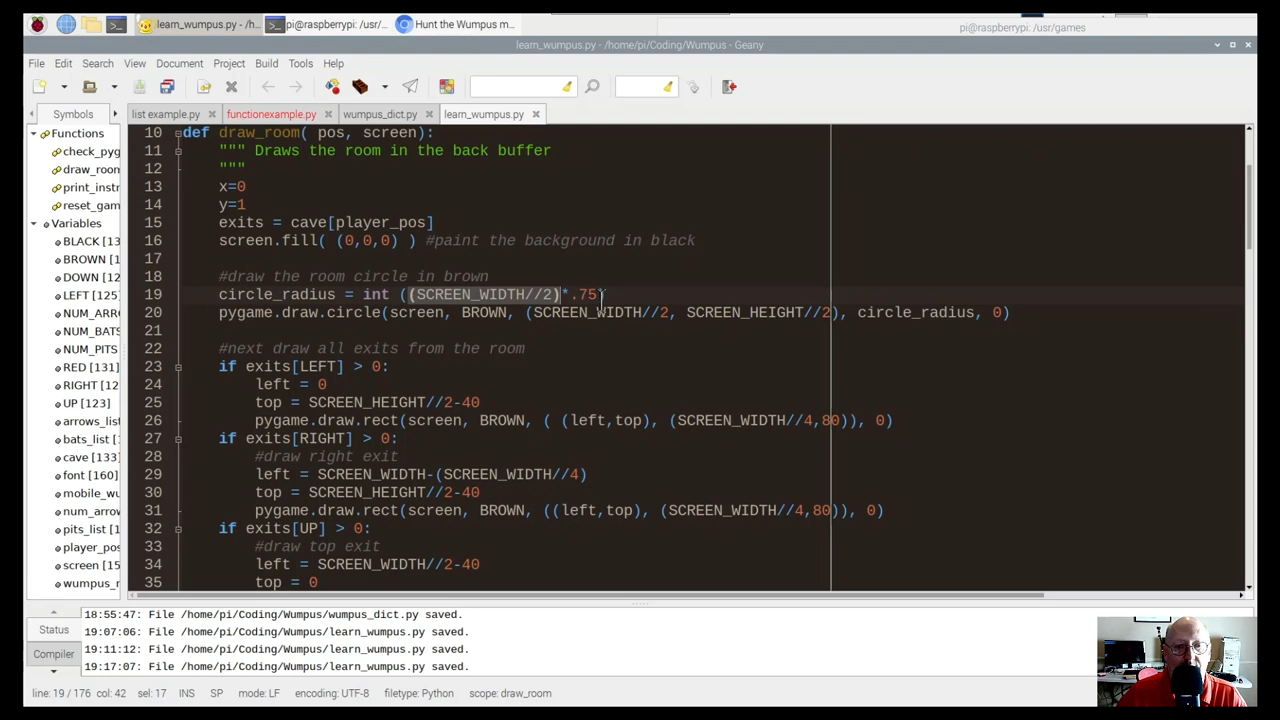 learn_wumpus.py - /h...
pi@raspberrypi: /usr/...
Hunt the Wumpus m...
pi@raspberrypi: /usr/games
learn_wumpus.py - /home/pi/Coding/Wumpus - Geany
File Edit Search View Document Project Build Tools Help
Symbols
list example.py
functionexample.py
wumpus_dict.py
learn_wumpus.py
Functions
check_pyg
draw_room
print_instr
reset_gam
Variables
BLACK [13
BROWN [
DOWN [12
LEFT [125]
NUM_ARRO
NUM_BATS
NUM_PITS
RED [131]
RIGHT [12
UP [123]
arrows_list
bats_list [
cave [133]
font [160]
mobile_wu
num_arrow
pits_list [1
player_pos
screen [15
wumpus_r
10 def draw_room( pos, screen):
11 """ Draws the room in the back buffer
12 """
13 x=0
14 y=1
15 exits = cave[player_pos]
16 screen.fill( (0,0,0) ) #paint the background in black
17
18 #draw the room circle in brown
19 circle_radius = int ((SCREEN_WIDTH//2)*.75)
20 pygame.draw.circle(screen, BROWN, (SCREEN_WIDTH//2, SCREEN_HEIGHT//2), circle_radius, 0)
21
22 #next draw all exits from the room
23 if exits[LEFT] > 0:
24 left = 0
25 top = SCREEN_HEIGHT//2-40
26 pygame.draw.rect(screen, BROWN, ( (left,top), (SCREEN_WIDTH//4,80)), 0)
27 if exits[RIGHT] > 0:
28 #draw right exit
29 left = SCREEN_WIDTH-(SCREEN_WIDTH//4)
30 top = SCREEN_HEIGHT//2-40
31 pygame.draw.rect(screen, BROWN, ((left,top), (SCREEN_WIDTH//4,80)), 0)
32 if exits[UP] > 0:
33 #draw top exit
34 left = SCREEN_WIDTH//2-40
35 top = 0
Status
Compiler
18:55:47: File /home/pi/Coding/Wumpus/wumpus_dict.py saved.
19:07:06: File /home/pi/Coding/Wumpus/learn_wumpus.py saved.
19:11:12: File /home/pi/Coding/Wumpus/learn_wumpus.py saved.
19:17:07: File /home/pi/Coding/Wumpus/learn_wumpus.py saved.
line: 19 / 176 col: 42 sel: 17 INS SP mode: LF encoding: UTF-8 filetype: Python scope: draw_room